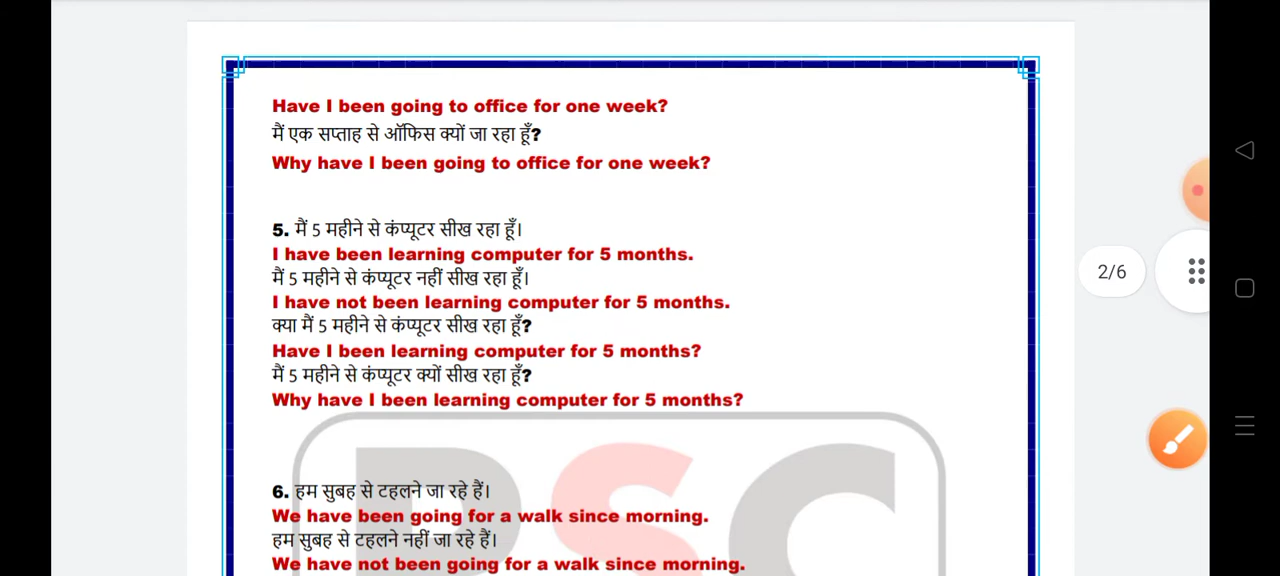 Have I been going to office for one week?
मैं एक सप्ताह से ऑफिस क्यों जा रहा हूँ?
Why have I been going to office for one week?
5. मैं 5 महीने से कंप्यूटर सीख रहा हूँ।
I have been learning computer for 5 months.
मैं 5 महीने से कंप्यूटर नहीं सीख रहा हूँ।
I have not been learning computer for 5 months.
क्या मैं 5 महीने से कंप्यूटर सीख रहा हूँ?
Have I been learning computer for 5 months?
मैं 5 महीने से कंप्यूटर क्यों सीख रहा हूँ?
Why have I been learning computer for 5 months?
6. हम सुबह से टहलने जा रहे हैं।
We have been going for a walk since morning.
हम सुबह से टहलने नहीं जा रहे हैं।
We have not been going for a walk since morning.
PSC
2/6